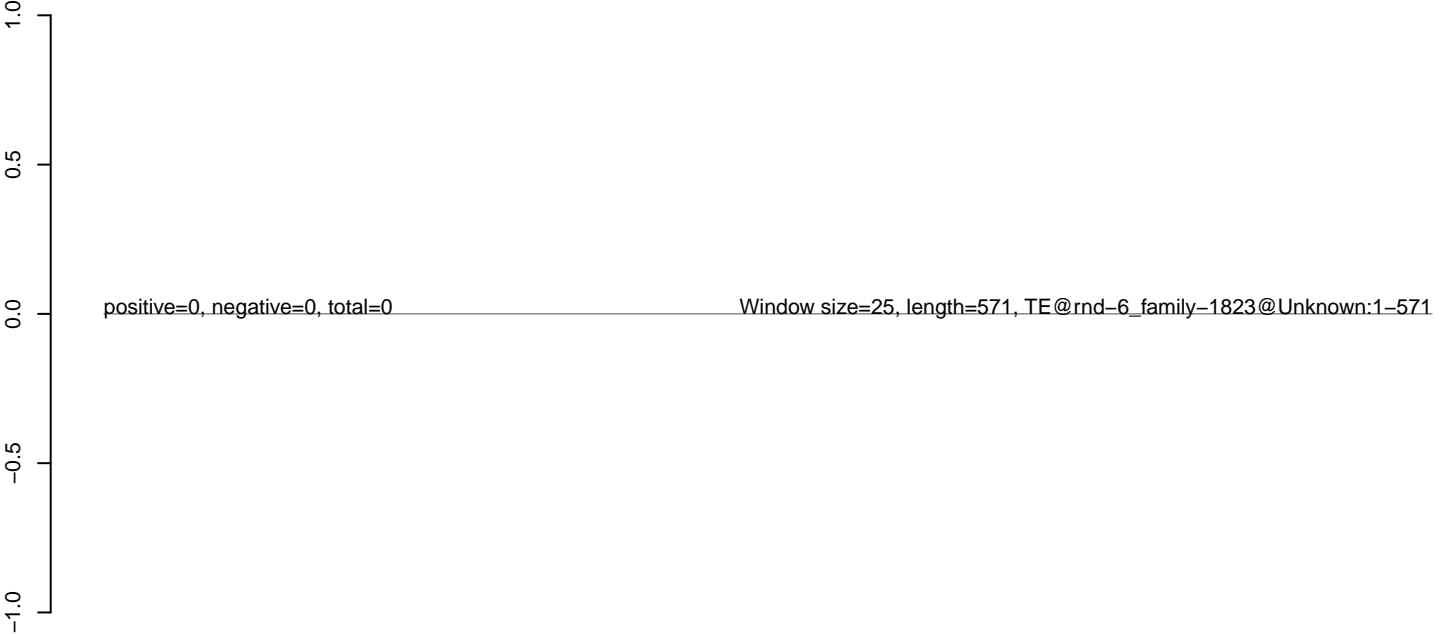 1.0
0.5
positive=0, negative=0, total=0
Window size=25, length=571, TE@rnd−6_family−1823@Unknown:1−571
0.0
−0.5
−1.0